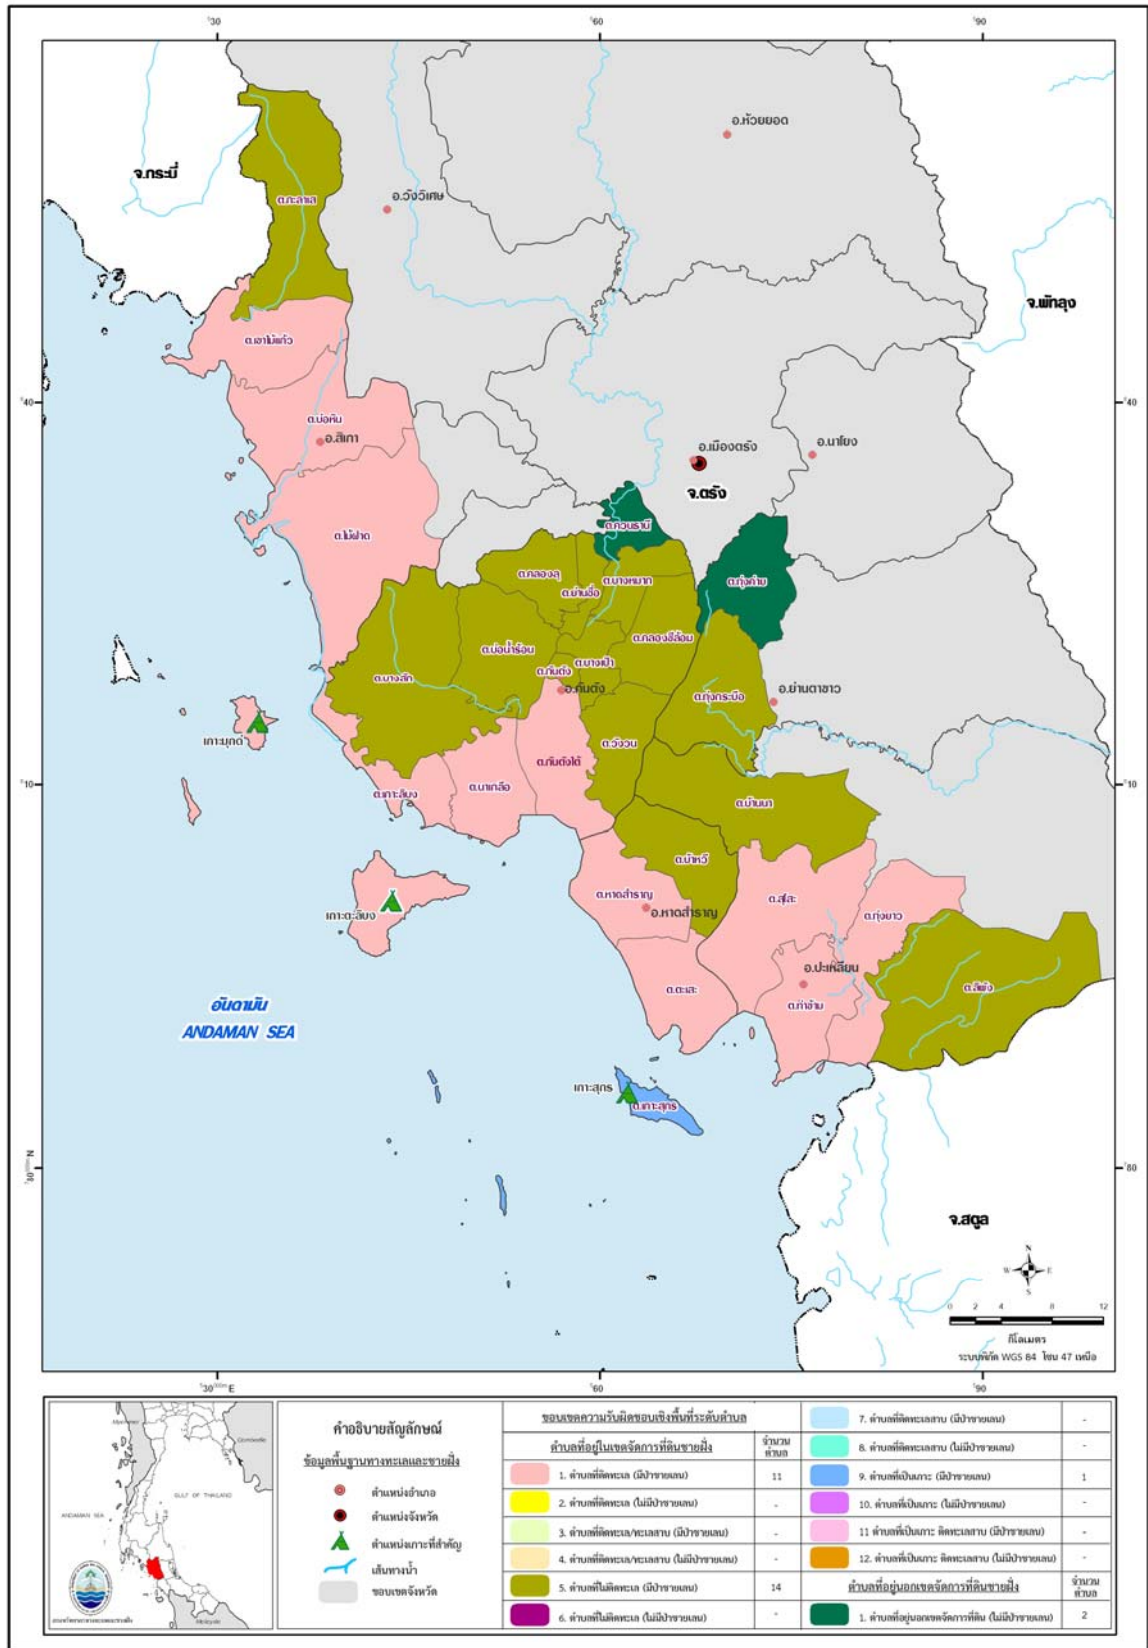 30
60
90
อ.ห้วยยอด
จ.กระบี่
ต.กะลาเส
อ.วังวิเศษ
จ.พัทลุง
ต.เขาไม้แก้ว
40
40
ต.บ่อหิน
อ.สิเกา
อ.เมืองตรัง
อ.นาโยง
จ.ตรัง
ต.ควนธานี
ต.ไม้ฝาด
ต.คลองลุ
ต.บางหมาก
ต.ทุ่งค่าย
ต.ย่านซื่อ
ต.คลองชีล้อม
ต.บ่อน้ำร้อน
ต.บางเป้า
ต.กันตัง
ต.บางสัก
อ.กันตัง
ต.ทุ่งกระบือ
อ.ย่านตาขาว
เกาะมุกด์
ต.วังวน
ต.กันตังใต้
10
10
ต.เกาะลิบง
ต.นาเกลือ
ต.บ้านนา
ต.บ้าหวี
ต.หาดสำราญ
ต.สุโสะ
อ.หาดสำราญ
เกาะตะลิบง
ต.ทุ่งยาว
อ.ปะเหลียน
ต.ลิพัง
ต.ตะเสะ
ต.ท่าข้าม
อันดามัน
ANDAMAN SEA
เกาะสุกร
ต.เกาะสุกร
80
จ.สตูล
N
W E
S
0 2 4 8 12
กิโลเมตร
ระบบพิกัด WGS 84 โซน 47 เหนือ
30
60
90
Myanmar
Cambodia
GULF OF THAILAND
ANDAMAN SEA
Malaysia
คำอธิบายสัญลักษณ์
ข้อมูลพื้นฐานทางทะเลและชายฝั่ง
ตำแหน่งอำเภอ
ตำแหน่งจังหวัด
ตำแหน่งเกาะที่สำคัญ
เส้นทางน้ำ
ขอบเขตจังหวัด
ขอบเขตความรับผิดชอบเชิงพื้นที่ระดับตำบล
ตำบลที่อยู่ในเขตจัดการที่ดินชายฝั่ง จำนวนตำบล
1. ตำบลที่ติดทะเล (มีป่าชายเลน) 11
2. ตำบลที่ติดทะเล (ไม่มีป่าชายเลน) -
3. ตำบลที่ติดทะเล/ทะเลสาบ (มีป่าชายเลน) -
4. ตำบลที่ติดทะเล/ทะเลสาบ (ไม่มีป่าชายเลน) -
5. ตำบลที่ไม่ติดทะเล (มีป่าชายเลน) 14
6. ตำบลที่ไม่ติดทะเล (ไม่มีป่าชายเลน) -
7. ตำบลที่ติดทะเลสาบ (มีป่าชายเลน) -
8. ตำบลที่ติดทะเลสาบ (ไม่มีป่าชายเลน) -
9. ตำบลที่เป็นเกาะ (มีป่าชายเลน) 1
10. ตำบลที่เป็นเกาะ (ไม่มีป่าชายเลน) -
11 ตำบลที่เป็นเกาะ ติดทะเลสาบ (มีป่าชายเลน) -
12. ตำบลที่เป็นเกาะ ติดทะเลสาบ (ไม่มีป่าชายเลน) -
ตำบลที่อยู่นอกเขตจัดการที่ดินชายฝั่ง จำนวนตำบล
1. ตำบลที่อยู่นอกเขตจัดการที่ดิน (ไม่มีป่าชายเลน) 2